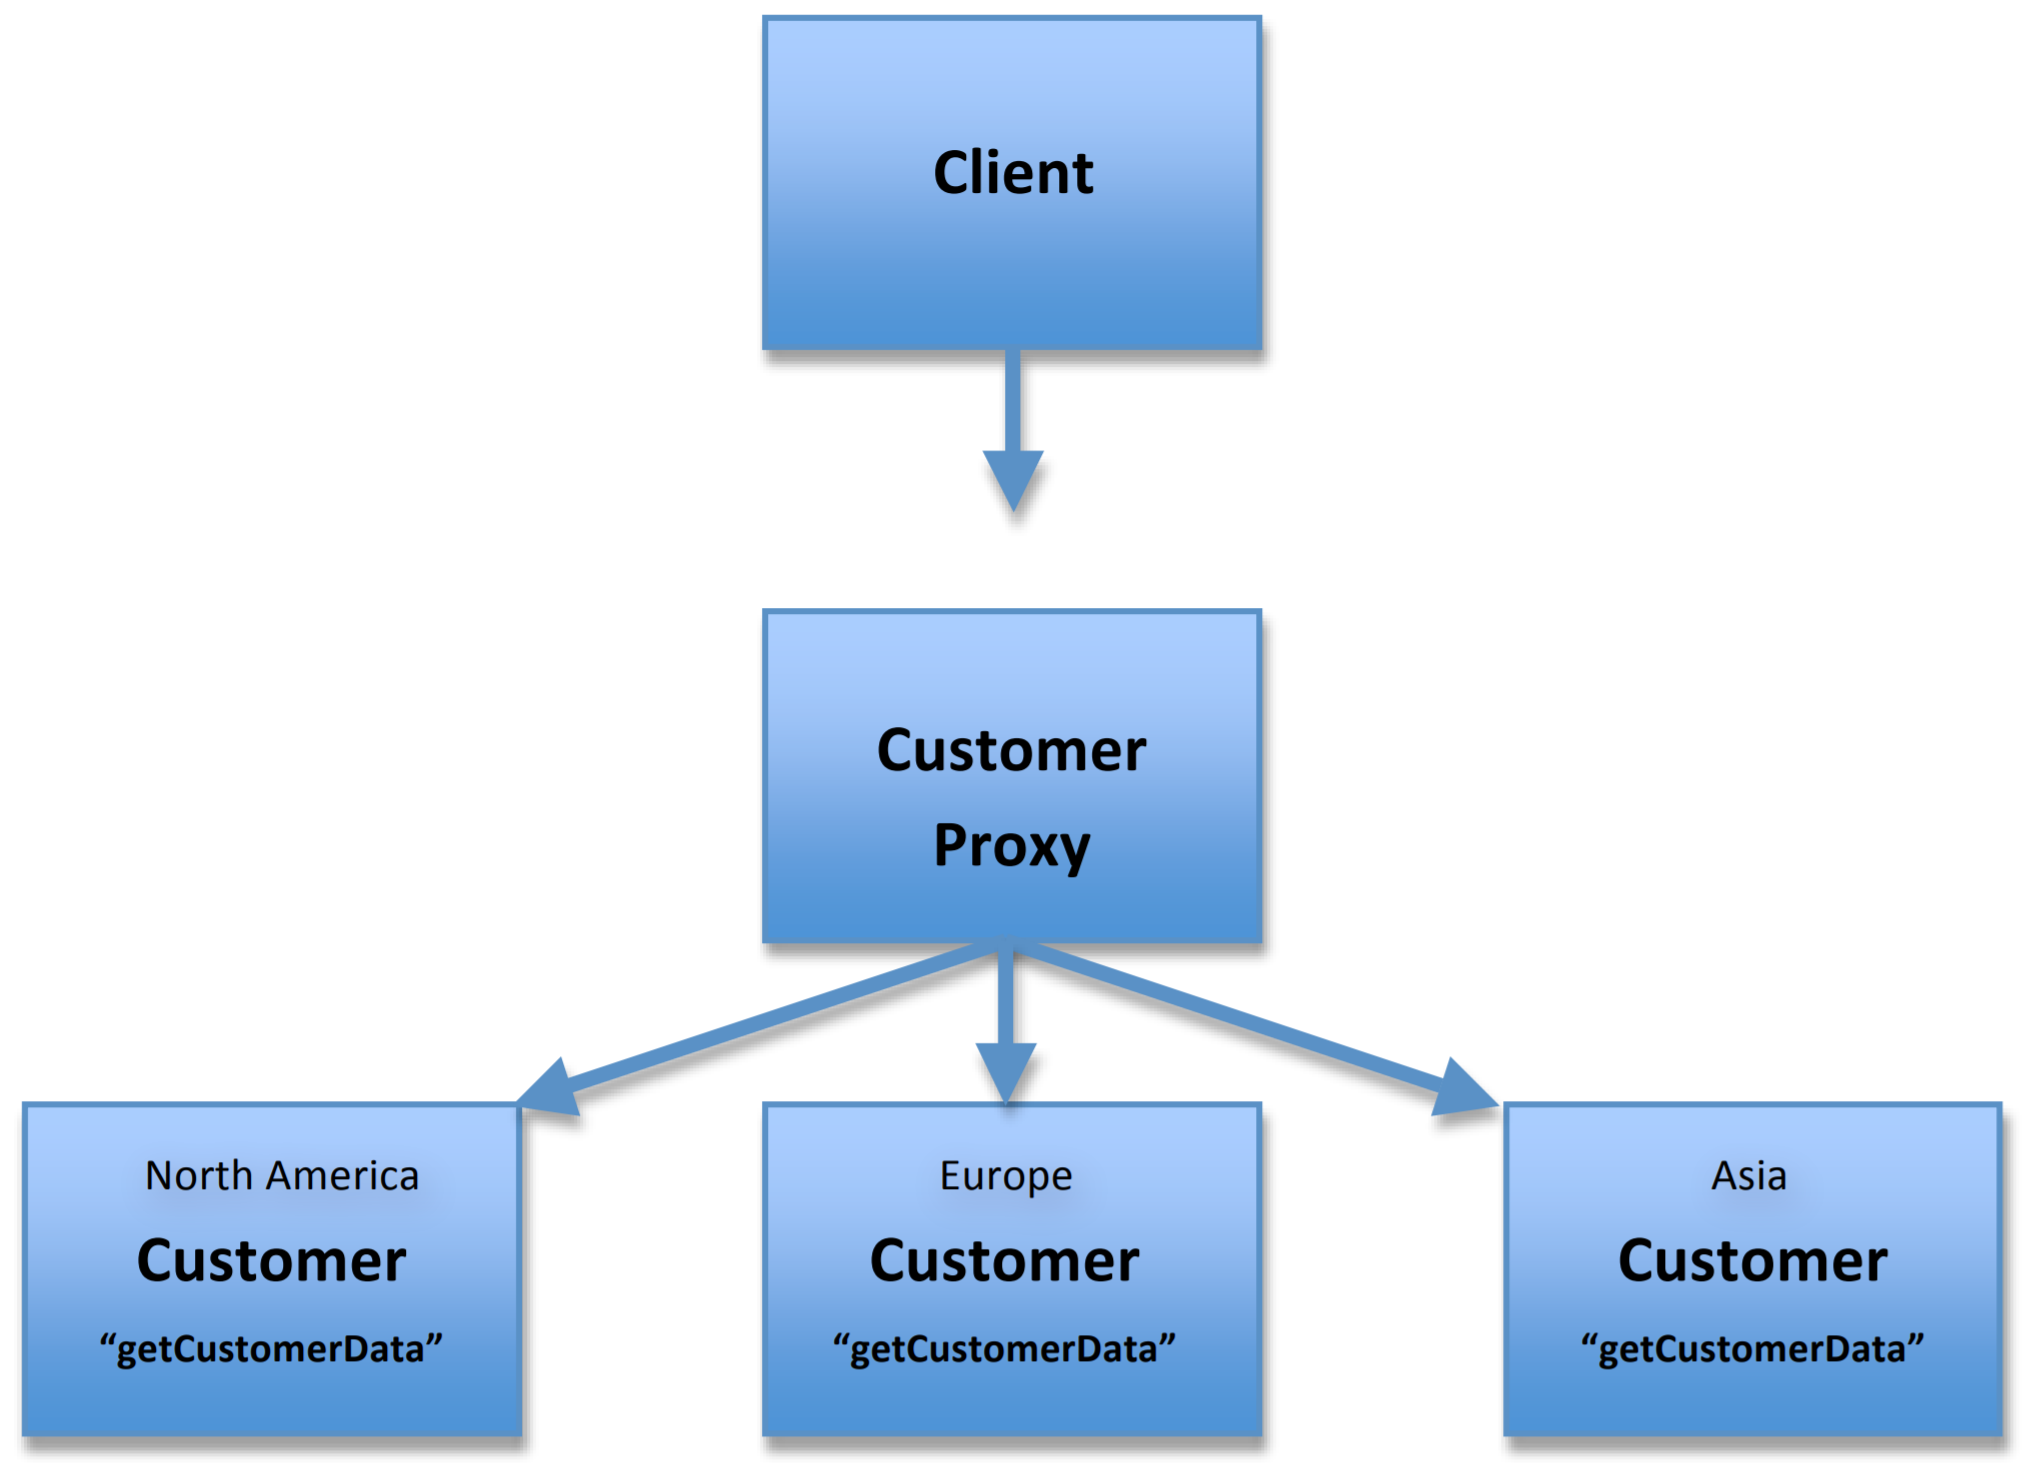 Client
Customer
Proxy
North America
Customer
“getCustomerData”
Europe
Customer
“getCustomerData”
Asia
Customer
“getCustomerData”